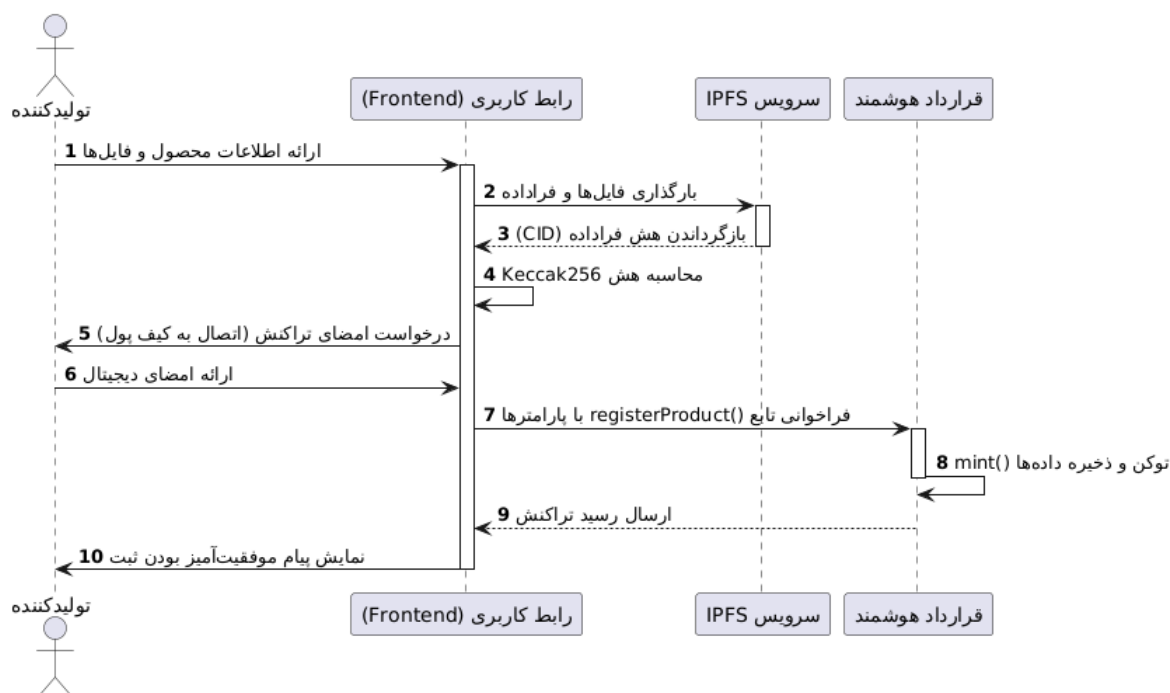 تولیدکننده
رابط کاربری (Frontend)
سرویس IPFS
قرارداد هوشمند
1 ارائه اطلاعات محصول و فایل‌ها
2 بارگذاری فایل‌ها و فراداده
3 بازگرداندن هش فراداده (CID)
4 محاسبه هش Keccak256
5 درخواست امضای تراکنش (اتصال به کیف پول)
6 ارائه امضای دیجیتال
7 فراخوانی تابع registerProduct() با پارامترها
8 mint() توکن و ذخیره داده‌ها
9 ارسال رسید تراکنش
10 نمایش پیام موفقیت‌آمیز بودن ثبت
تولیدکننده
رابط کاربری (Frontend)
سرویس IPFS
قرارداد هوشمند